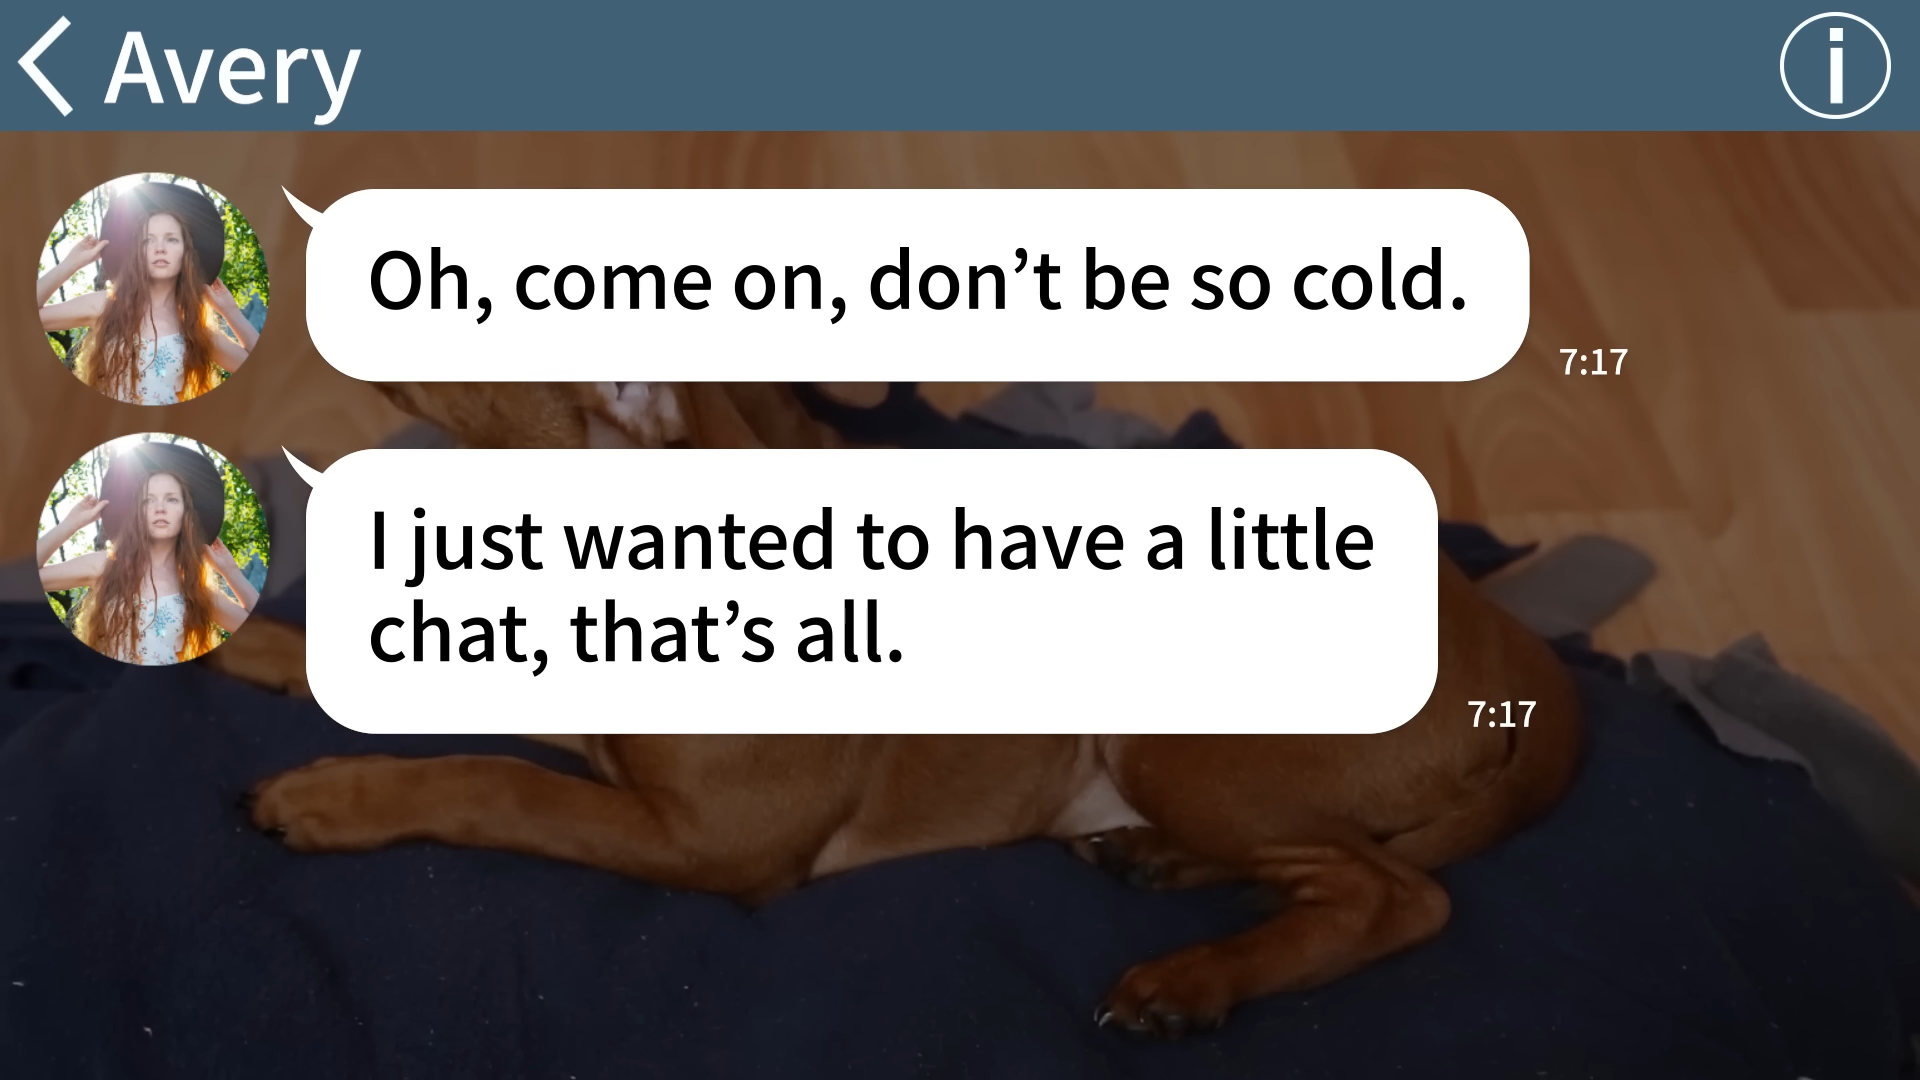 Avery
Oh, come on, don’t be so cold.
7:17
I just wanted to have a little
chat, that’s all.
7:17